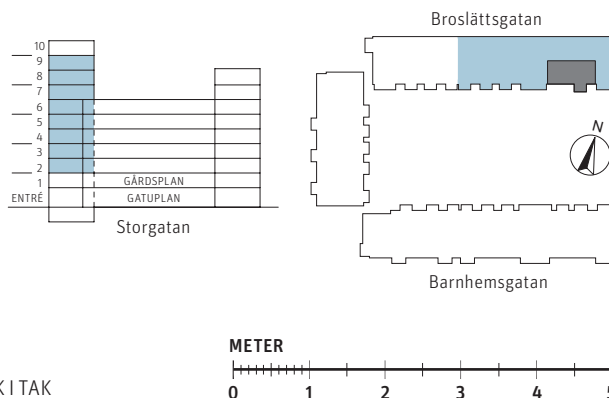 Broslättsgatan
10
9
8
7
6
5
4
3
2
1
GÅRDSPLAN
ENTRÉ
GATUPLAN
Storgatan
N
Barnhemsgatan
METER
0 1 2 3 4 5
K I TAK